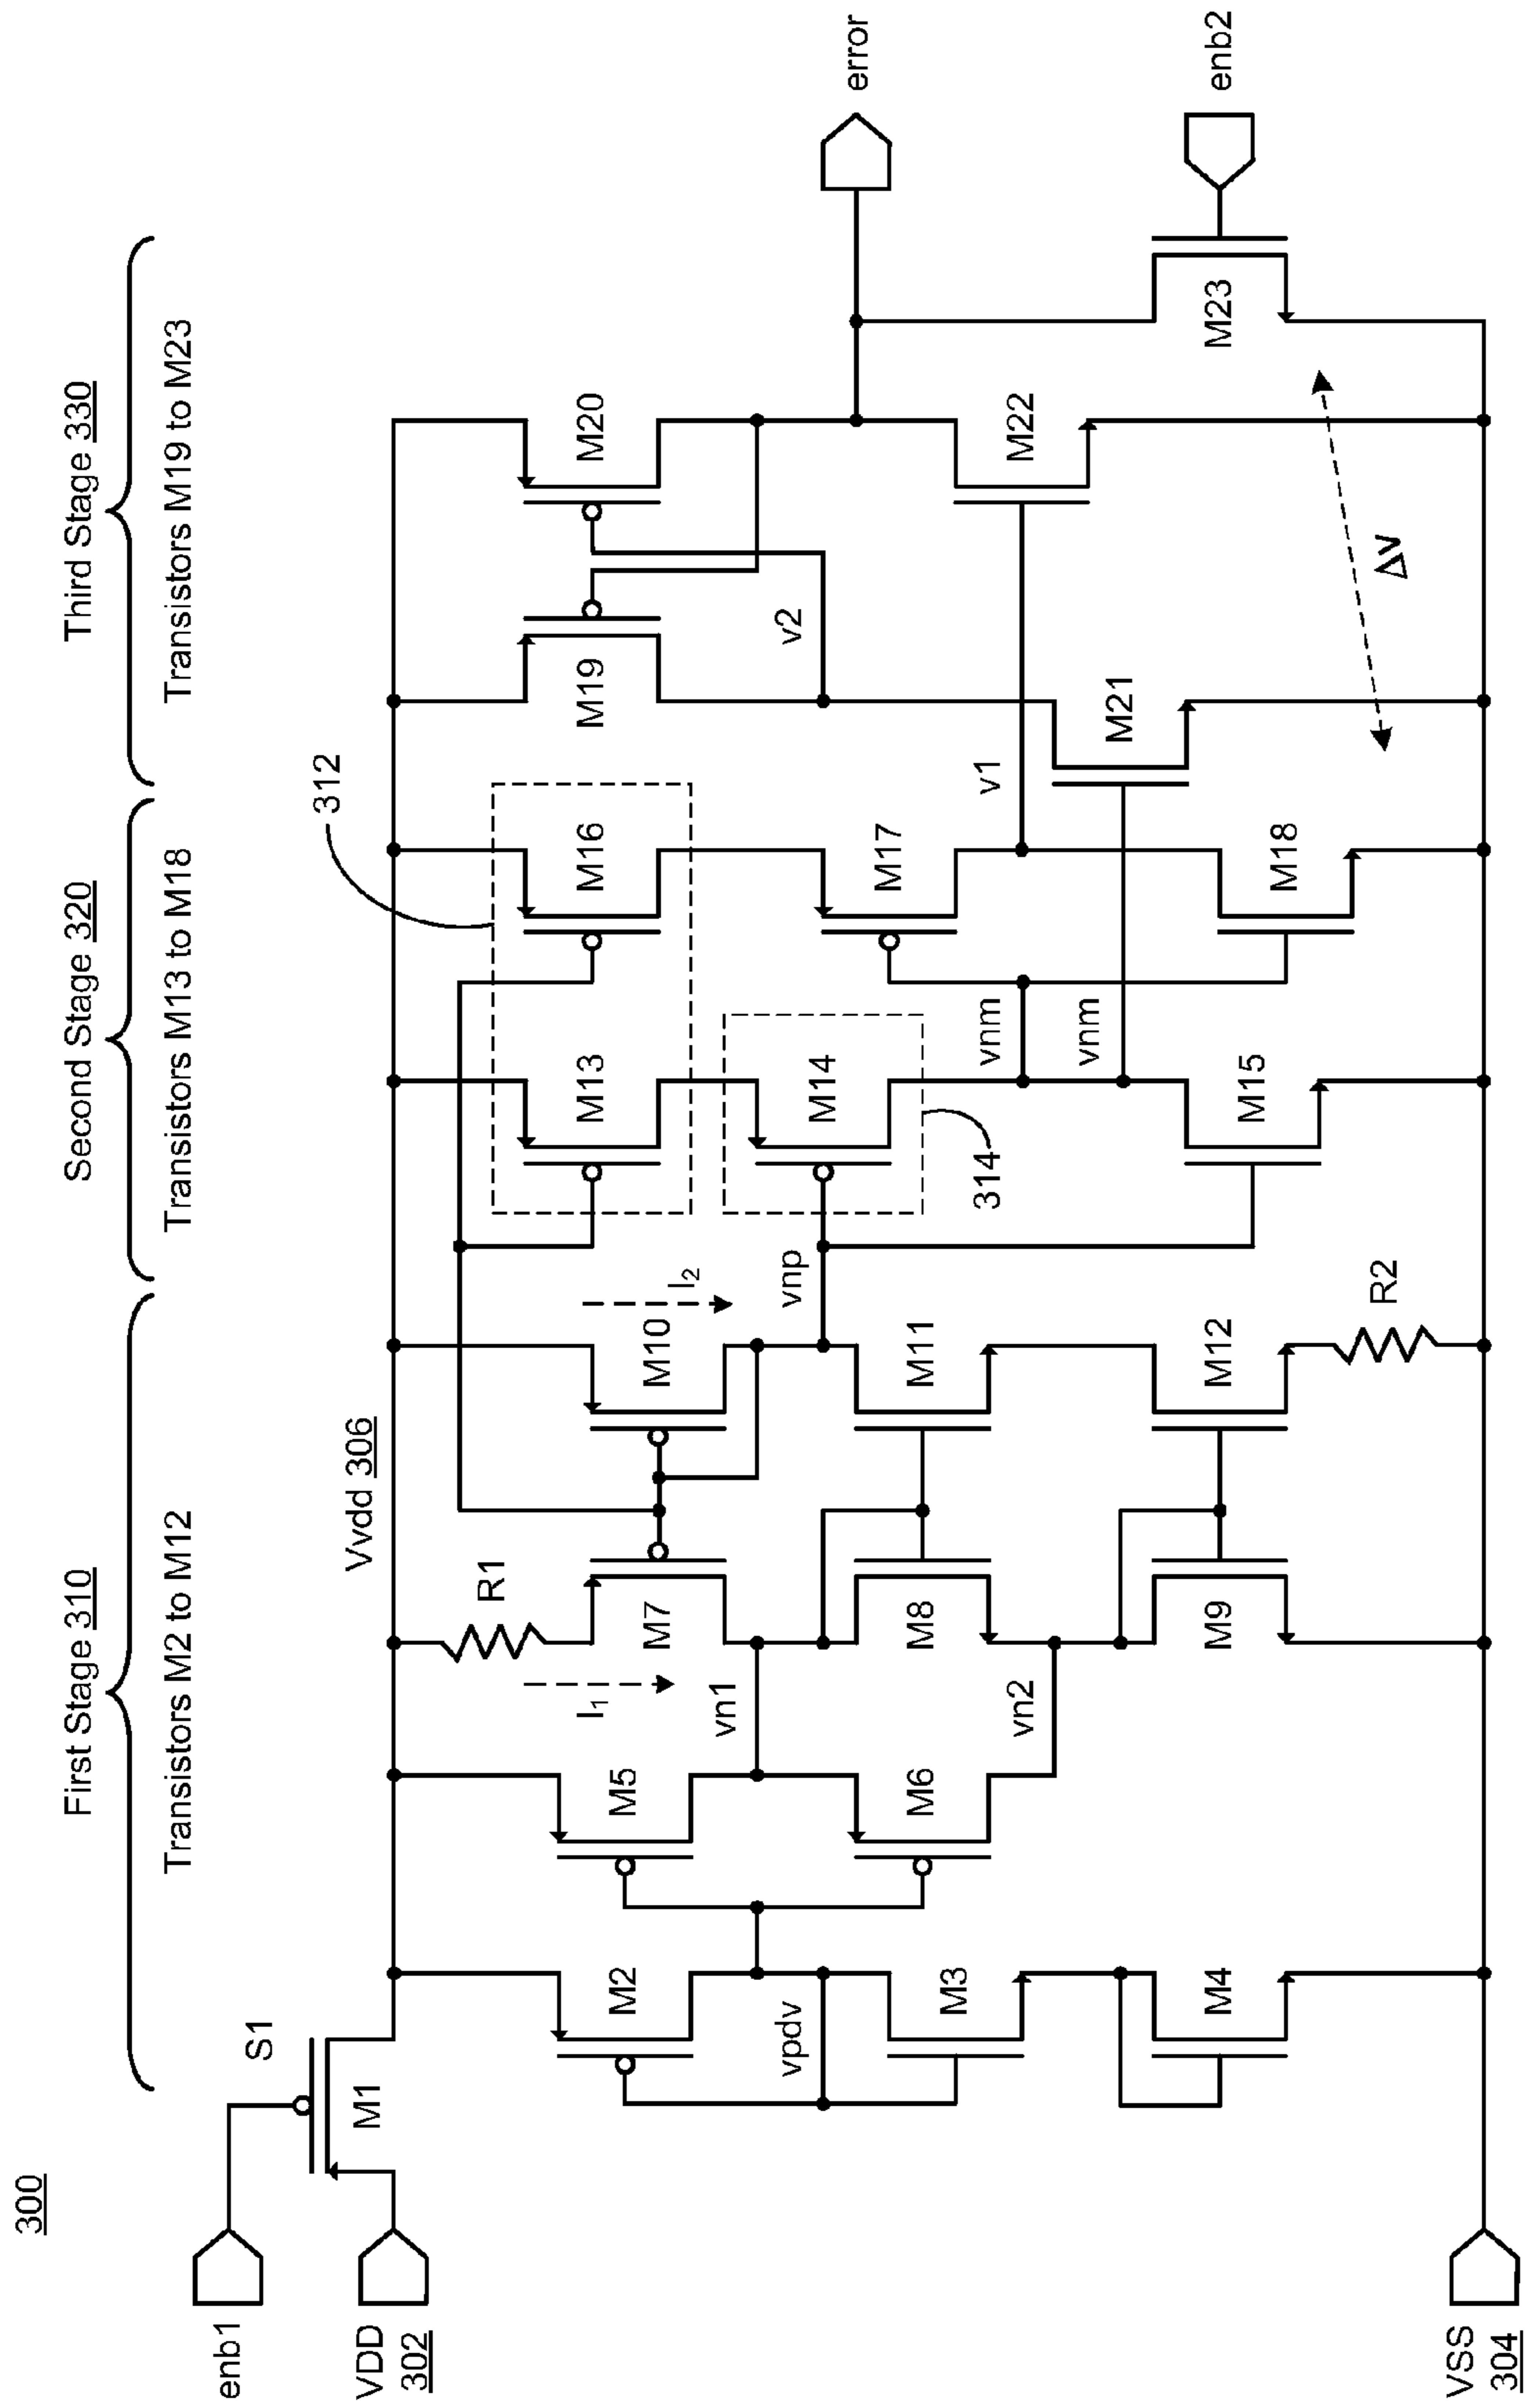 300
First Stage 310
Transistors M2 to M12
Second Stage 320
Transistors M13 to M18
Third Stage 330
Transistors M19 to M23
enb1
VDD
302
VSS
304
S1
M1
Vvdd 306
312
314
M2
vpdv
M3
M4
M5
M6
vn1
vn2
I1
R1
M7
M8
M9
I2
M10
vnp
M11
M12
R2
M13
M14
vnm
vnm
M15
M16
M17
v1
M18
M19
v2
M21
M20
M22
Δv
M23
error
enb2